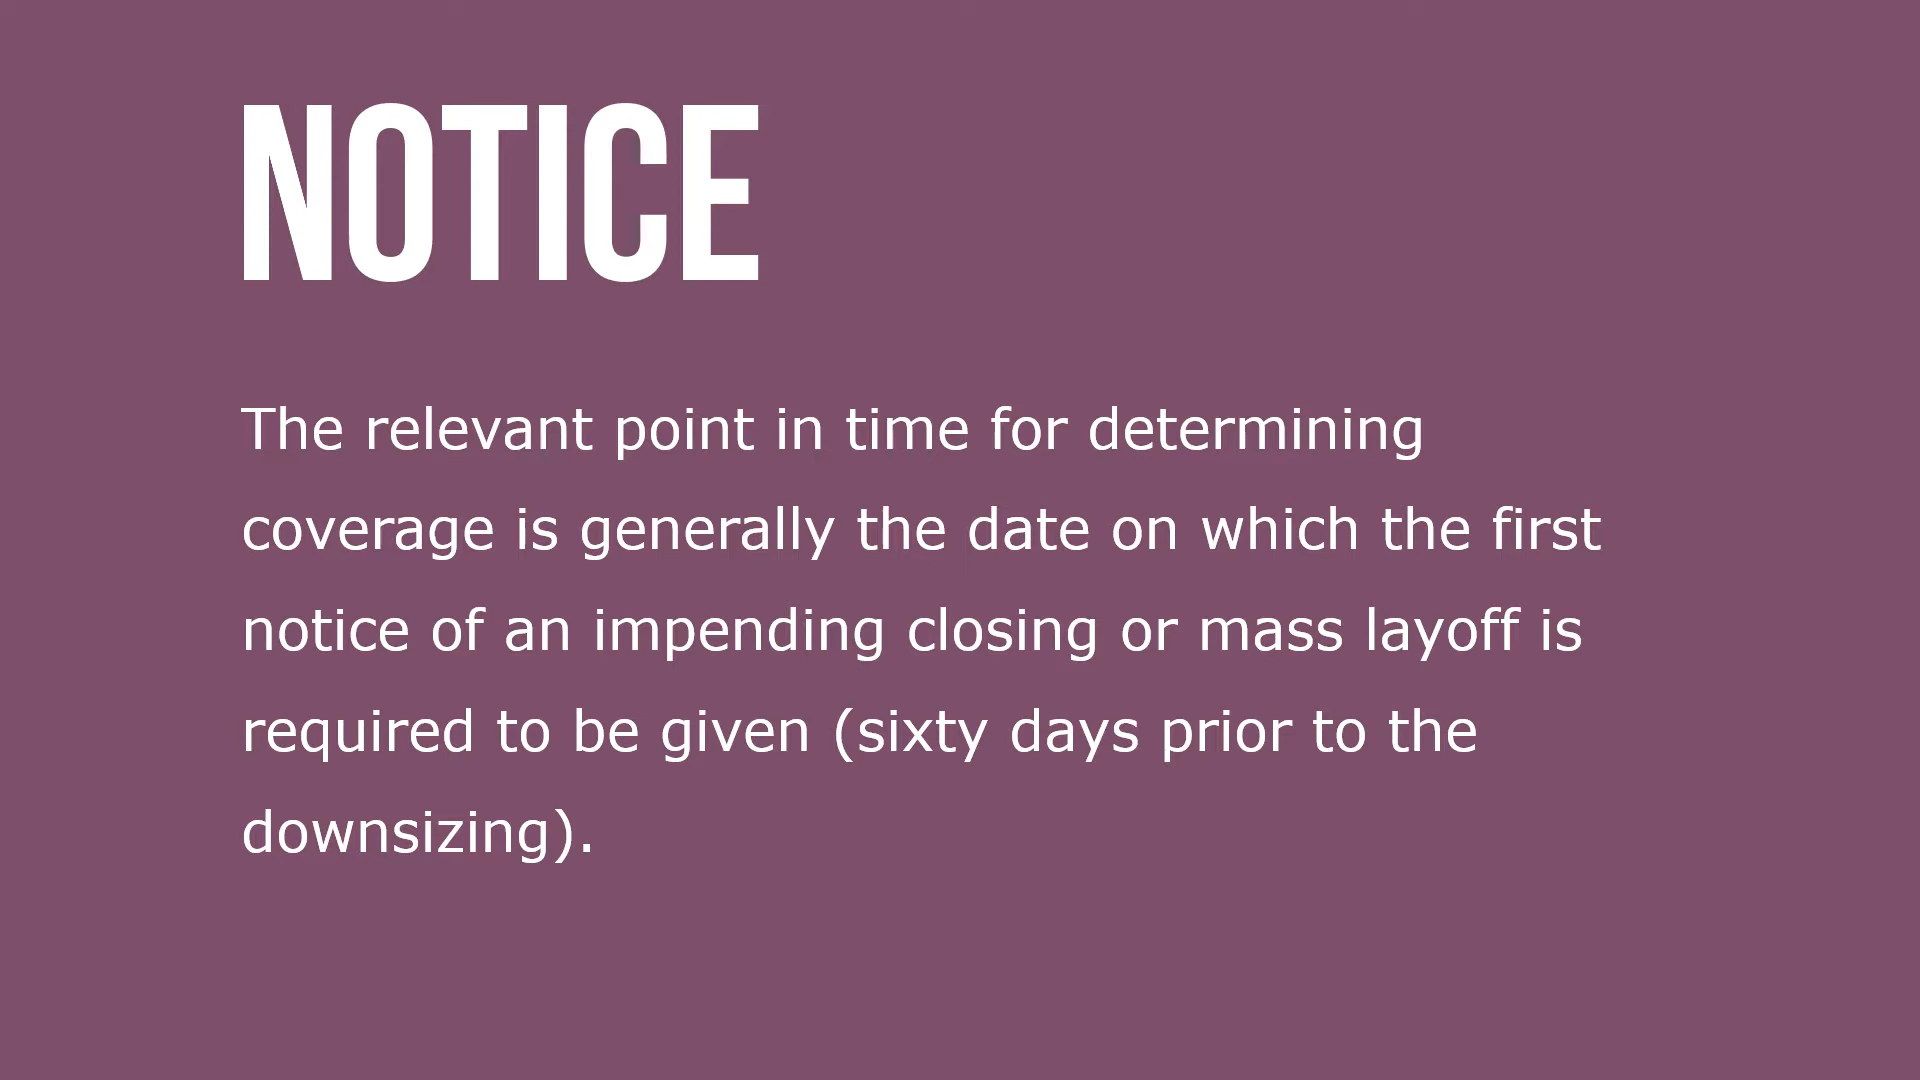 NOTICE
The relevant point in time for determining
coverage is generally the date on which the first
notice of an impending closing or mass layoff is
required to be given (sixty days prior to the
downsizing).